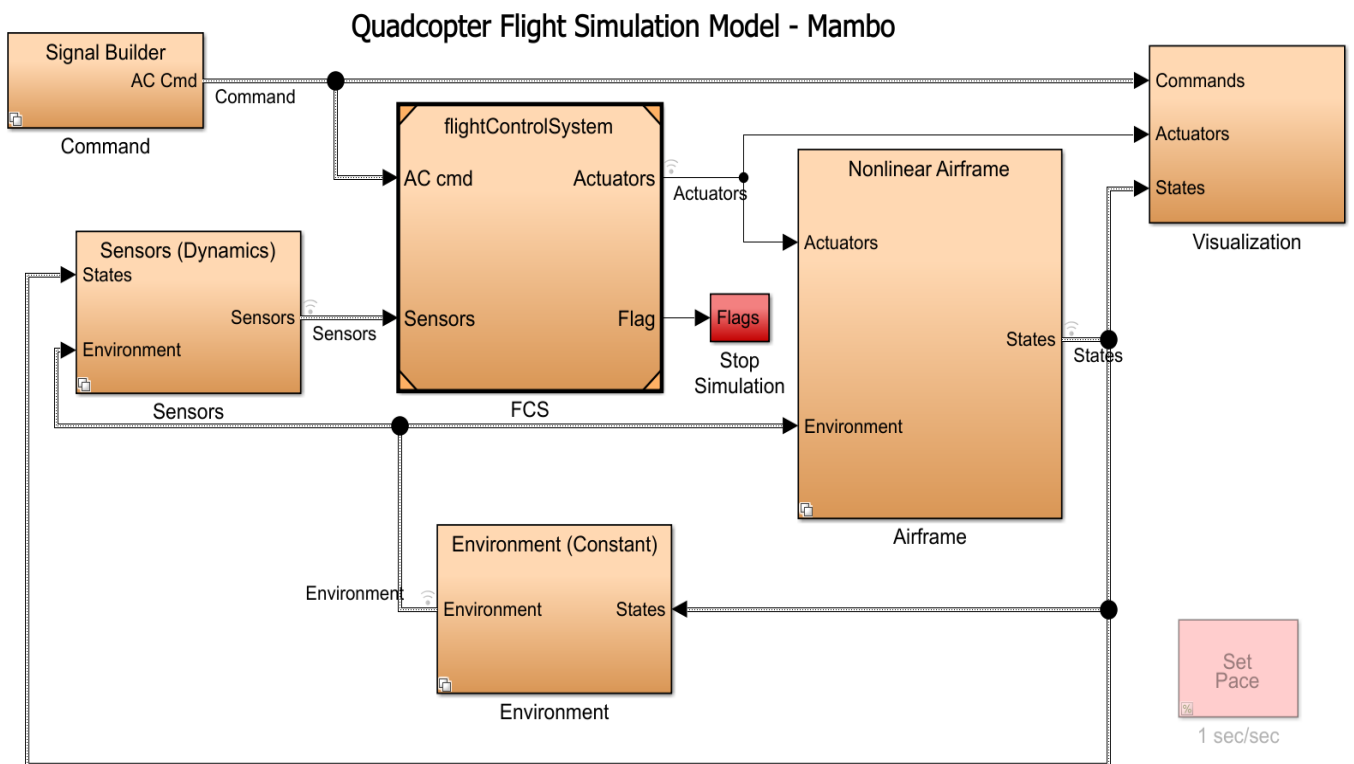 Quadcopter Flight Simulation Model - Mambo
Signal Builder
AC Cmd
Command
Command
flightControlSystem
AC cmd
Actuators
Sensors
Flag
FCS
Actuators
Commands
Actuators
States
Visualization
Nonlinear Airframe
Actuators
States
Environment
Airframe
States
Sensors (Dynamics)
States
Sensors
Environment
Sensors
Sensors
Flags
Stop
Simulation
Environment (Constant)
Environment
States
Environment
Environment
Set
Pace
%
1 sec/sec